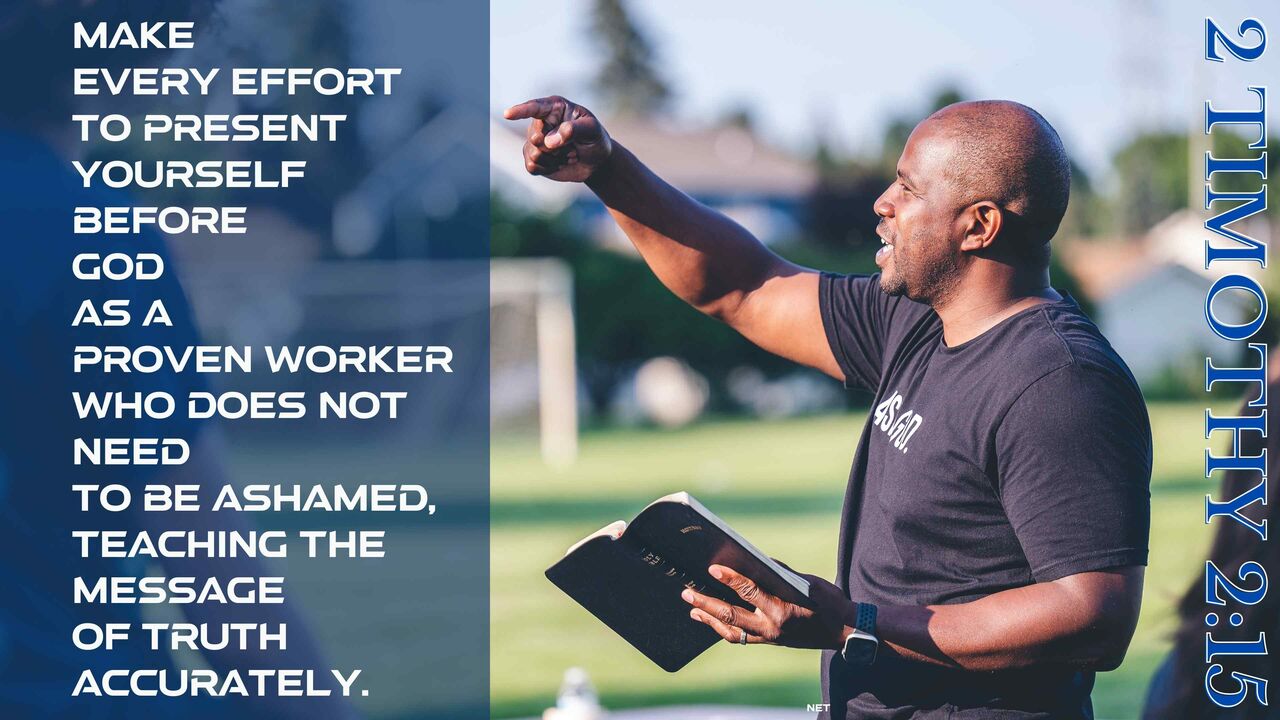 MAKE
EVERY EFFORT
TO PRESENT
YOURSELF
BEFORE
GOD
AS A
PROVEN WORKER
WHO DOES NOT
NEED
TO BE ASHAMED,
TEACHING THE
MESSAGE
OF TRUTH
ACCURATELY.
2 TIMOTHY 2:15
NET